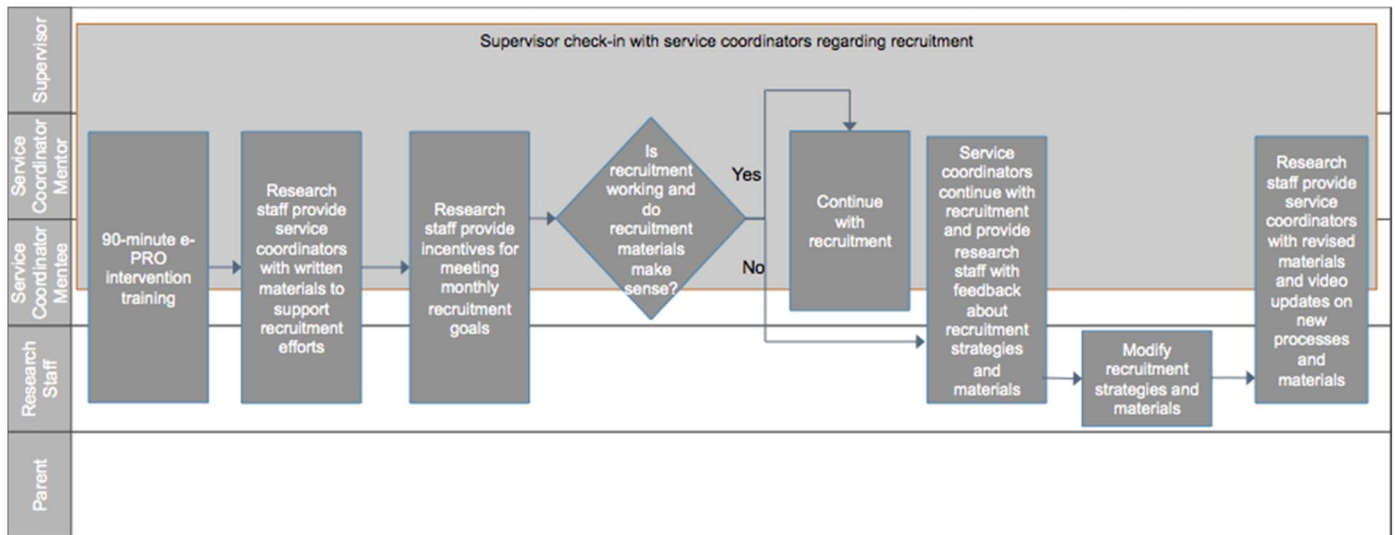 Supervisor
Service
Coordinator
Mentor
Service
Coordinator
Mentee
Research
Staff
Parent
Supervisor check-in with service coordinators regarding recruitment
90-minute e-
PRO
intervention
training
Research
staff provide
service
coordinators
with written
materials to
support
recruitment
efforts
Research
staff provide
incentives for
meeting
monthly
recruitment
goals
Is
recruitment
working and
do
recruitment
materials
make
sense?
Yes
No
Continue
with
recruitment
Service
coordinators
continue with
recruitment
and provide
research
staff with
feedback
about
recruitment
strategies
and
materials
Modify
recruitment
strategies and
materials
Research
staff provide
service
coordinators
with revised
materials
and video
updates on
new
processes
and
materials